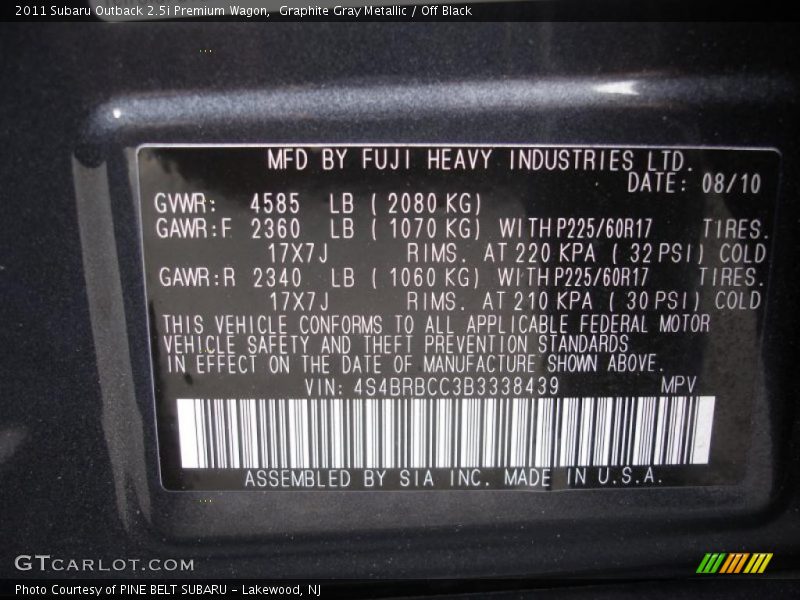 2011 Subaru Outback 2.5i Premium Wagon,  Graphite Gray Metallic / Off Black
MFD BY FUJI HEAVY INDUSTRIES LTD.
DATE: 08/10
GVWR: 4585 LB ( 2080 KG)
GAWR:F 2360 LB ( 1070 KG) WITH P225/60R17 TIRES.
17X7J RIMS. AT 220 KPA ( 32 PSI) COLD
GAWR:R 2340 LB ( 1060 KG) WITH P225/60R17 TIRES.
17X7J RIMS. AT 210 KPA ( 30 PSI) COLD
THIS VEHICLE CONFORMS TO ALL APPLICABLE FEDERAL MOTOR
VEHICLE SAFETY AND THEFT PREVENTION STANDARDS
IN EFFECT ON THE DATE OF MANUFACTURE SHOWN ABOVE.
VIN: 4S4BRBCC3B3338439 MPV
ASSEMBLED BY SIA INC. MADE IN U.S.A.
GTCARLOT.COM
Photo Courtesy of PINE BELT SUBARU - Lakewood, NJ